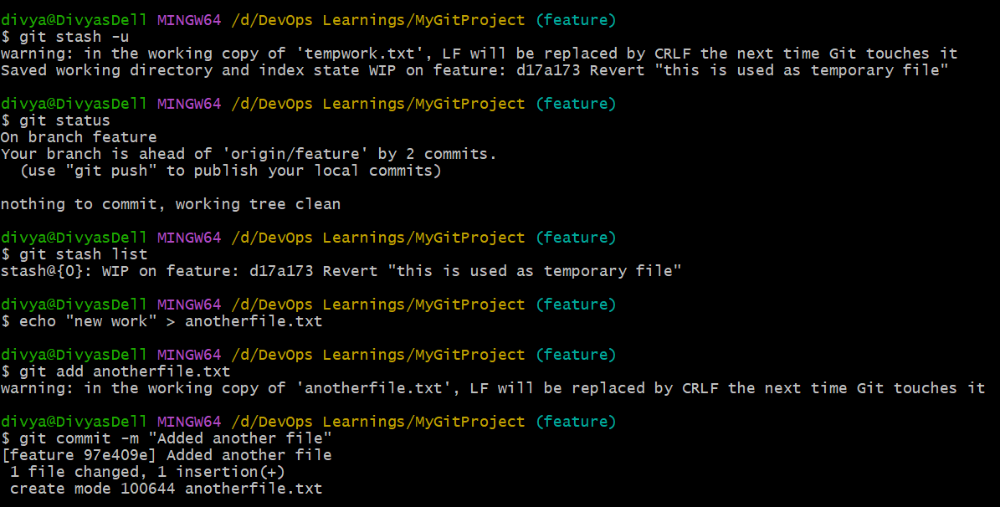 divya@DivyasDell MINGW64 /d/DevOps Learnings/MyGitProject (feature)
$ git stash -u
warning: in the working copy of 'tempwork.txt', LF will be replaced by CRLF the next time Git touches it
Saved working directory and index state WIP on feature: d17a173 Revert "this is used as temporary file"
divya@DivyasDell MINGW64 /d/DevOps Learnings/MyGitProject (feature)
$ git status
On branch feature
Your branch is ahead of 'origin/feature' by 2 commits.
  (use "git push" to publish your local commits)
nothing to commit, working tree clean
divya@DivyasDell MINGW64 /d/DevOps Learnings/MyGitProject (feature)
$ git stash list
stash@{0}: WIP on feature: d17a173 Revert "this is used as temporary file"
divya@DivyasDell MINGW64 /d/DevOps Learnings/MyGitProject (feature)
$ echo "new work" > anotherfile.txt
divya@DivyasDell MINGW64 /d/DevOps Learnings/MyGitProject (feature)
$ git add anotherfile.txt
warning: in the working copy of 'anotherfile.txt', LF will be replaced by CRLF the next time Git touches it
divya@DivyasDell MINGW64 /d/DevOps Learnings/MyGitProject (feature)
$ git commit -m "Added another file"
[feature 97e409e] Added another file
 1 file changed, 1 insertion(+)
 create mode 100644 anotherfile.txt